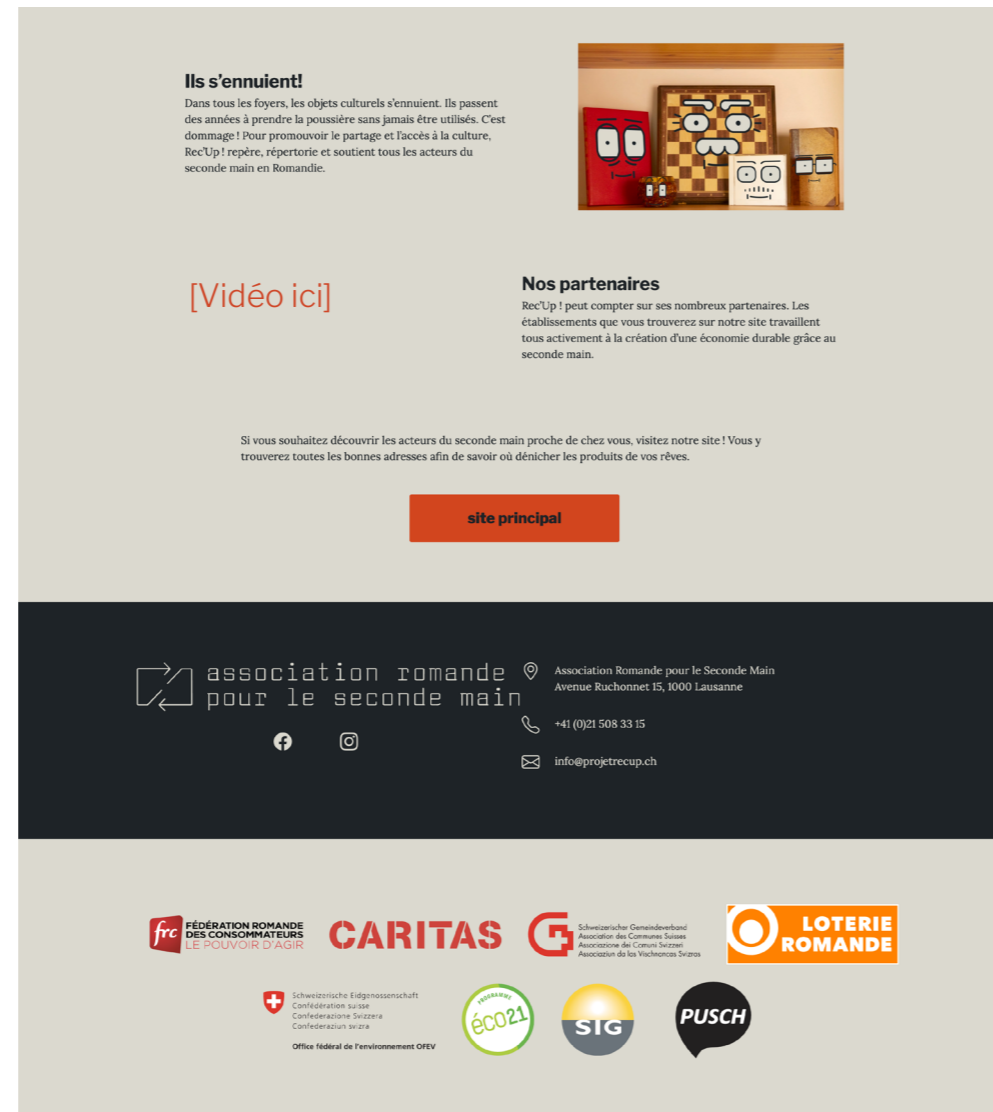 Ils s'ennuient!
Dans tous les foyers, les objets culturels s'ennuient. Ils passent
des années à prendre la poussière sans jamais être utilisés. C'est
dommage ! Pour promouvoir le partage et l'accès à la culture,
Rec'Up ! repère, répertorie et soutient tous les acteurs du
seconde main en Romandie.
[Vidéo ici]
Nos partenaires
Rec'Up ! peut compter sur ses nombreux partenaires. Les
établissements que vous trouverez sur notre site travaillent
tous activement à la création d'une économie durable grâce au
seconde main.
Si vous souhaitez découvrir les acteurs du seconde main proche de chez vous, visitez notre site ! Vous y
trouverez toutes les bonnes adresses afin de savoir où dénicher les produits de vos rêves.
site principal
association romande
pour le seconde main
Association Romande pour le Seconde Main
Avenue Ruchonnet 15, 1000 Lausanne
+41 (0)21 508 33 15
info@projetrecup.ch
frc
FÉDÉRATION ROMANDE
DES CONSOMMATEURS
LE POUVOIR D'AGIR
CARITAS
Schweizerischer Gemeindeverband
Association des Communes Suisses
Associazione dei Comuni Svizzeri
Associaziun da las Vischnancas Svizras
LOTERIE
ROMANDE
Schweizerische Eidgenossenschaft
Confédération suisse
Confederazione Svizzera
Confederaziun svizra
Office fédéral de l'environnement OFEV
PROGRAMME
éco21
SIG
PUSCH